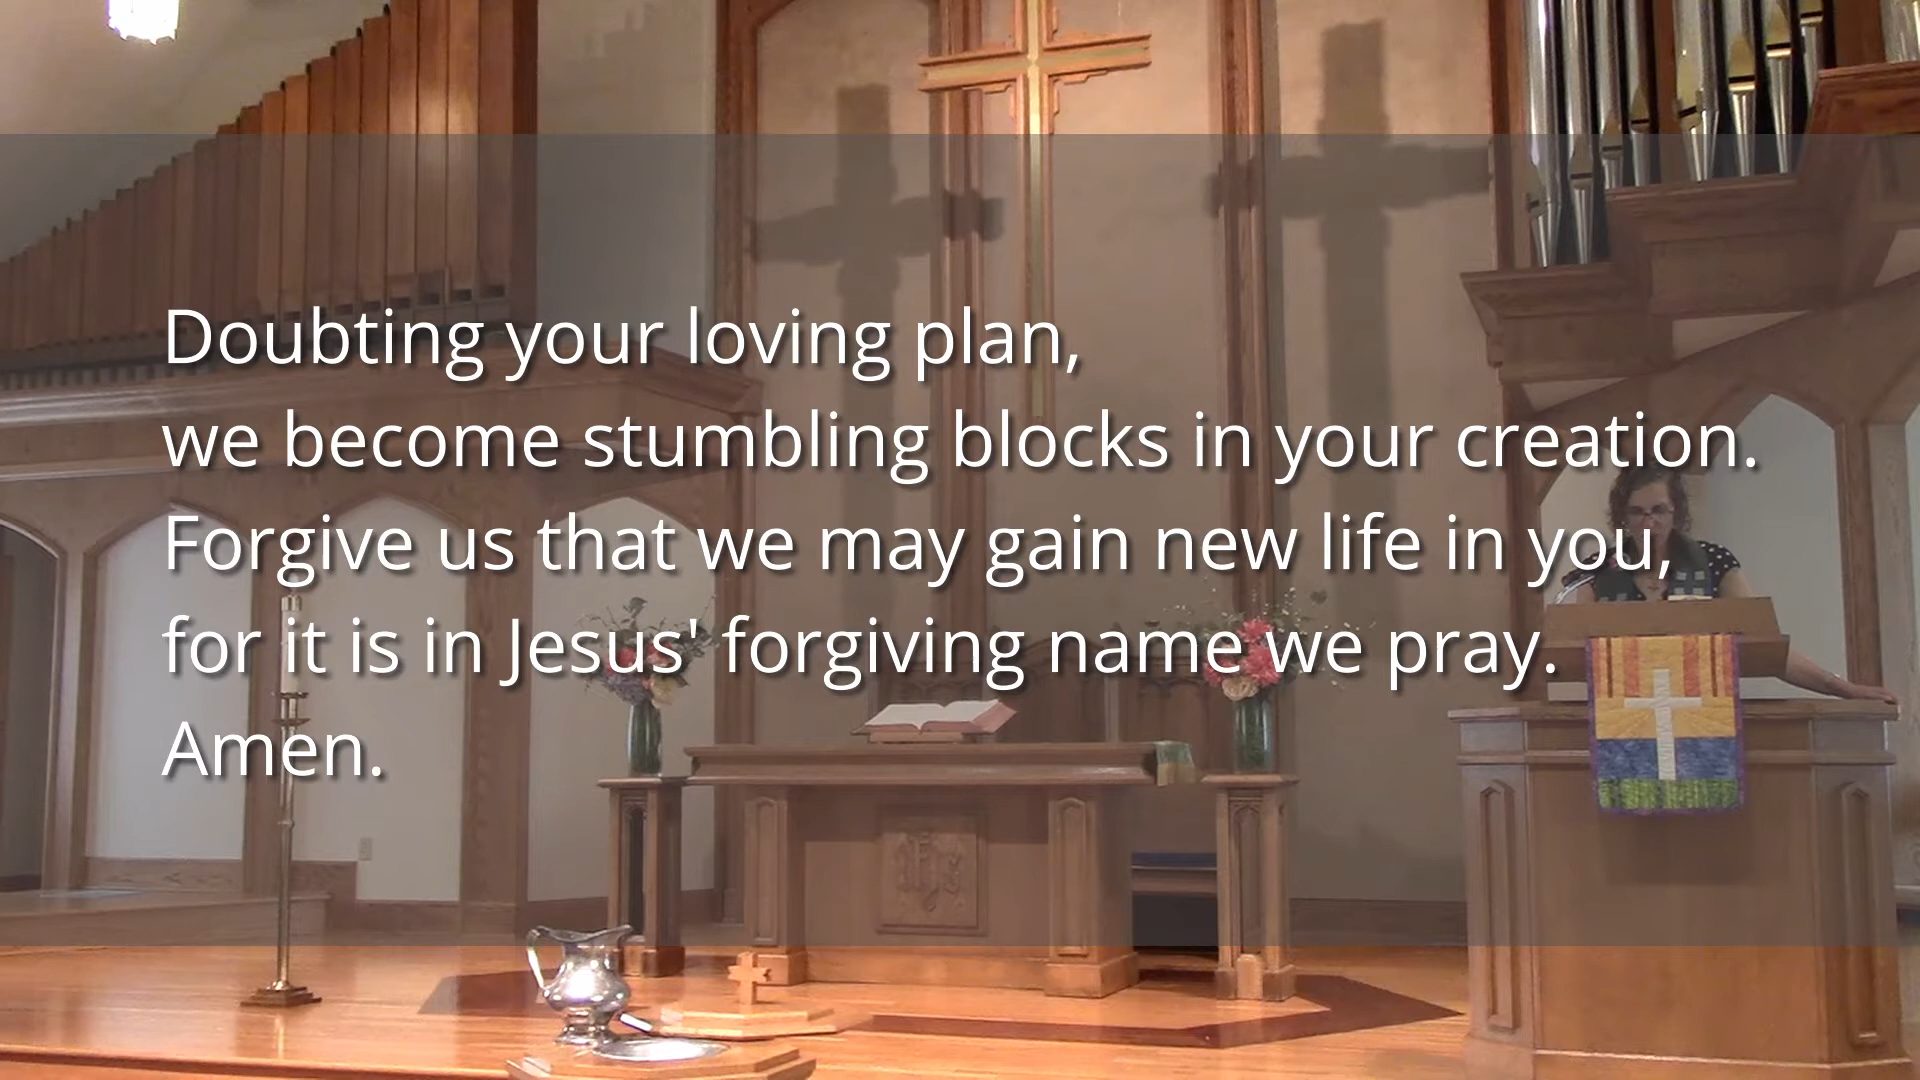 Doubting your loving plan,
we become stumbling blocks in your creation.
Forgive us that we may gain new life in you,
for it is in Jesus' forgiving name we pray.
Amen.